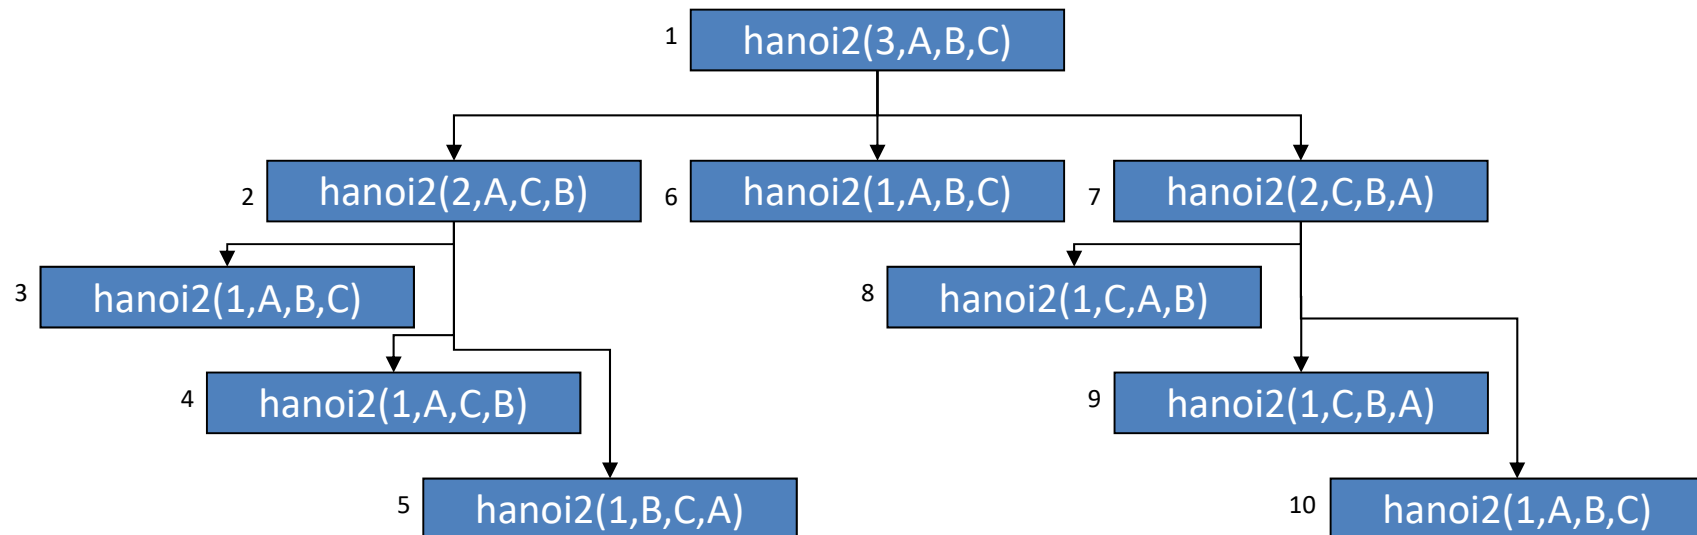 1 hanoi2(3,A,B,C)
2 hanoi2(2,A,C,B)
6 hanoi2(1,A,B,C)
7 hanoi2(2,C,B,A)
3 hanoi2(1,A,B,C)
8 hanoi2(1,C,A,B)
4 hanoi2(1,A,C,B)
9 hanoi2(1,C,B,A)
5 hanoi2(1,B,C,A)
10 hanoi2(1,A,B,C)